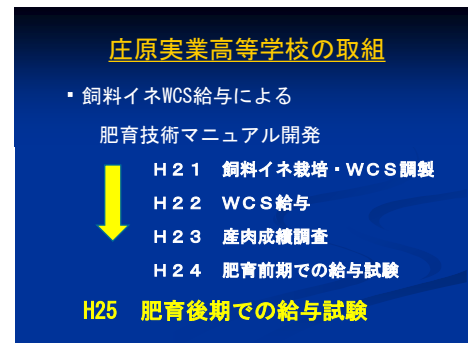 庄原実業高等学校の取組
▪ 飼料イネWCS給与による
肥育技術マニュアル開発
Ｈ２１　飼料イネ栽培・ＷＣＳ調製
Ｈ２２　ＷＣＳ給与
Ｈ２３　産肉成績調査
Ｈ２４　肥育前期での給与試験
H25　肥育後期での給与試験